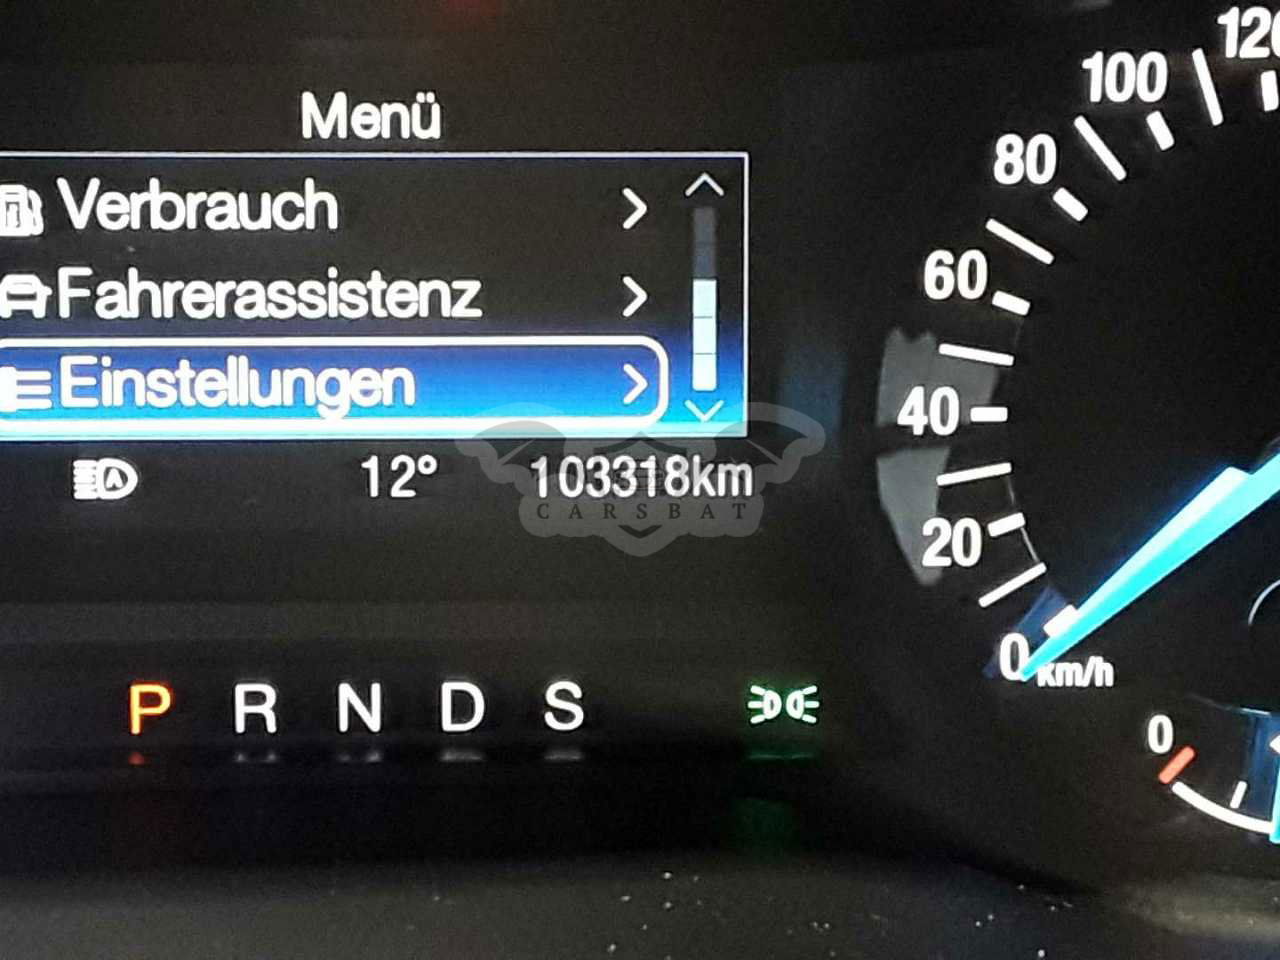 Menü
Verbrauch
Fahrerassistenz
Einstellungen
12° 103318km
CARSBAT
P R N D S
120
100
80
60
40
20
0 km/h
0